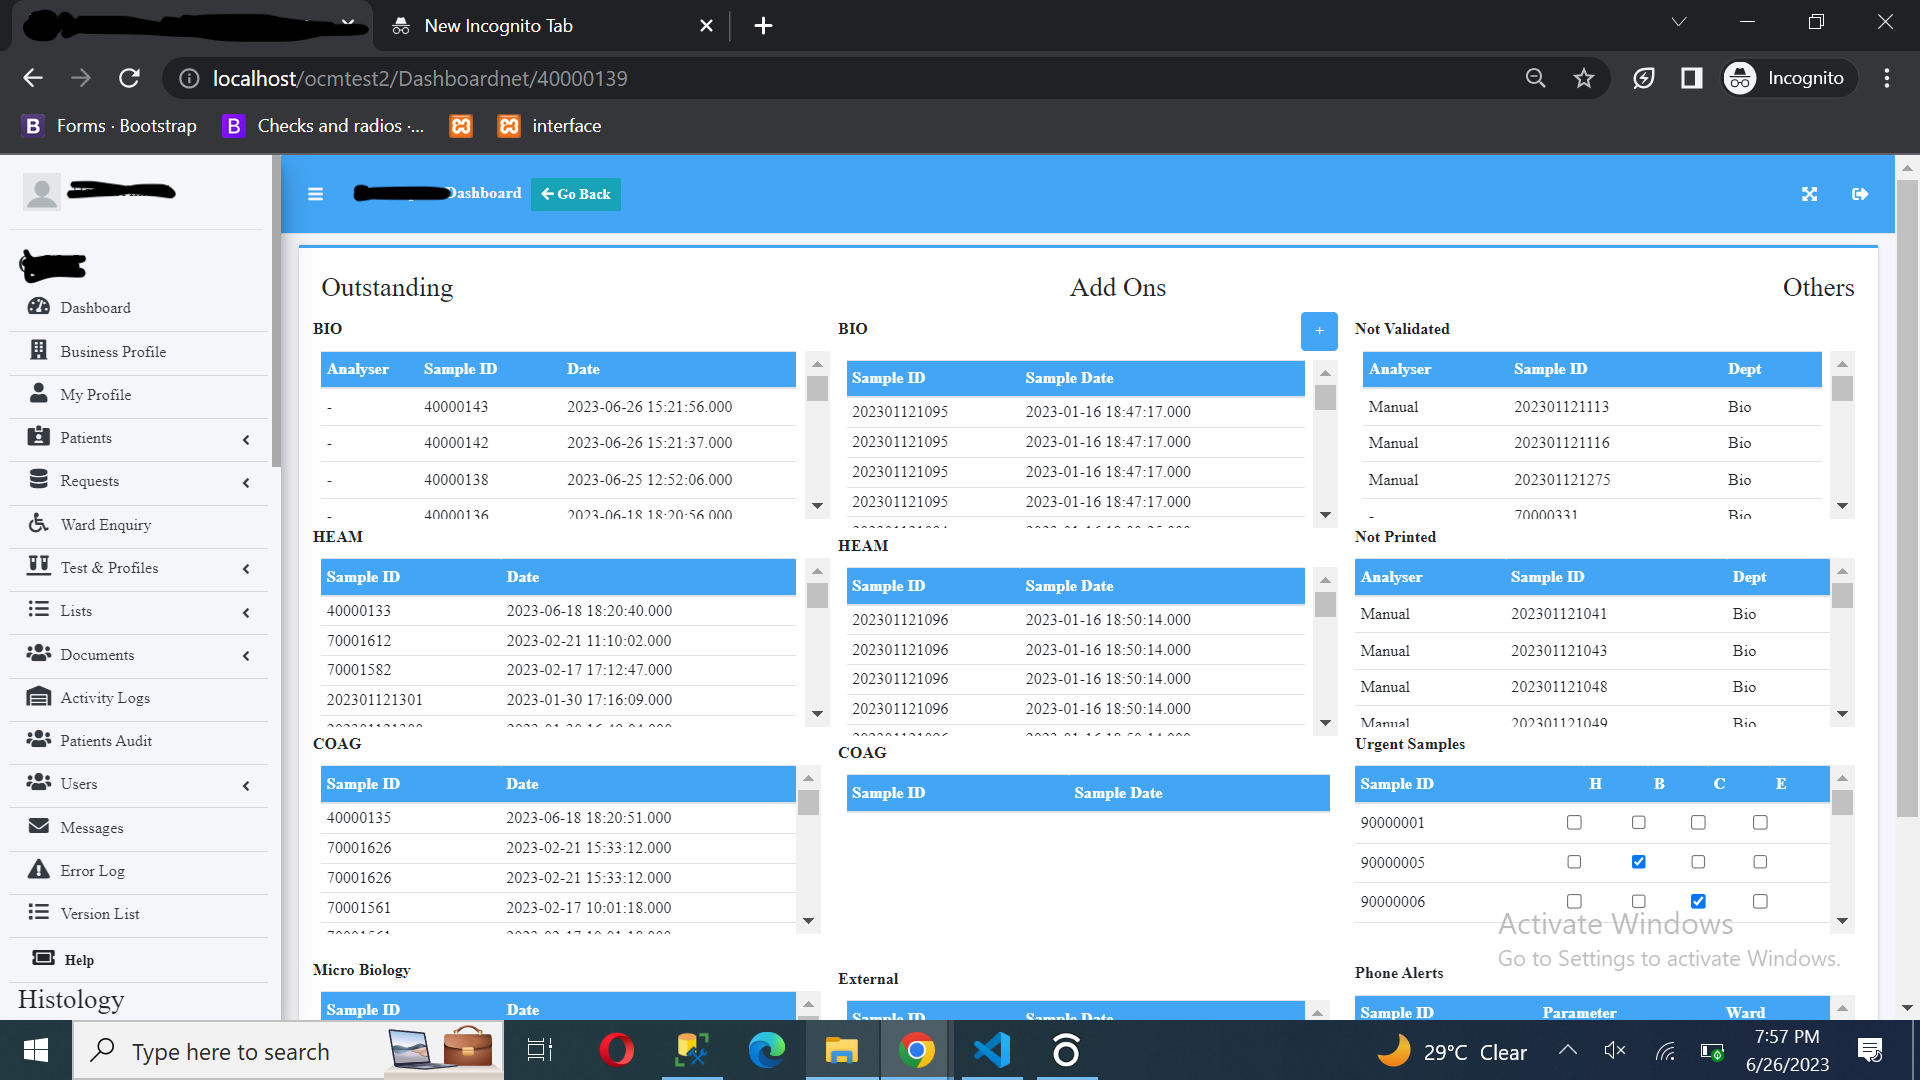 New Incognito Tab
localhost/ocmtest2/Dashboardnet/40000139
Incognito
Forms · Bootstrap
Checks and radios ·...
interface
Dashboard
Go Back
Dashboard
Business Profile
My Profile
Patients
Requests
Ward Enquiry
Test & Profiles
Lists
Documents
Activity Logs
Patients Audit
Users
Messages
Error Log
Version List
Help
Histology
Outstanding
BIO
Analyser Sample ID Date
- 40000143 2023-06-26 15:21:56.000
- 40000142 2023-06-26 15:21:37.000
- 40000138 2023-06-25 12:52:06.000
- 40000136 2023-06-18 18:20:56.000
HEAM
Sample ID Date
40000133 2023-06-18 18:20:40.000
70001612 2023-02-21 11:10:02.000
70001582 2023-02-17 17:12:47.000
202301121301 2023-01-30 17:16:09.000
COAG
Sample ID Date
40000135 2023-06-18 18:20:51.000
70001626 2023-02-21 15:33:12.000
70001626 2023-02-21 15:33:12.000
70001561 2023-02-17 10:01:18.000
Micro Biology
Sample ID Date
Add Ons
BIO
+
Sample ID Sample Date
202301121095 2023-01-16 18:47:17.000
202301121095 2023-01-16 18:47:17.000
202301121095 2023-01-16 18:47:17.000
202301121095 2023-01-16 18:47:17.000
HEAM
Sample ID Sample Date
202301121096 2023-01-16 18:50:14.000
202301121096 2023-01-16 18:50:14.000
202301121096 2023-01-16 18:50:14.000
202301121096 2023-01-16 18:50:14.000
COAG
Sample ID Sample Date
External
Sample ID Sample Date
Others
Not Validated
Analyser Sample ID Dept
Manual 202301121113 Bio
Manual 202301121116 Bio
Manual 202301121275 Bio
- 70000331 Bio
Not Printed
Analyser Sample ID Dept
Manual 202301121041 Bio
Manual 202301121043 Bio
Manual 202301121048 Bio
Manual 202301121049 Bio
Urgent Samples
Sample ID H B C E
90000001
90000005
90000006
Activate Windows
Go to Settings to activate Windows.
Phone Alerts
Sample ID Parameter Ward
Type here to search
29°C Clear
7:57 PM
6/26/2023